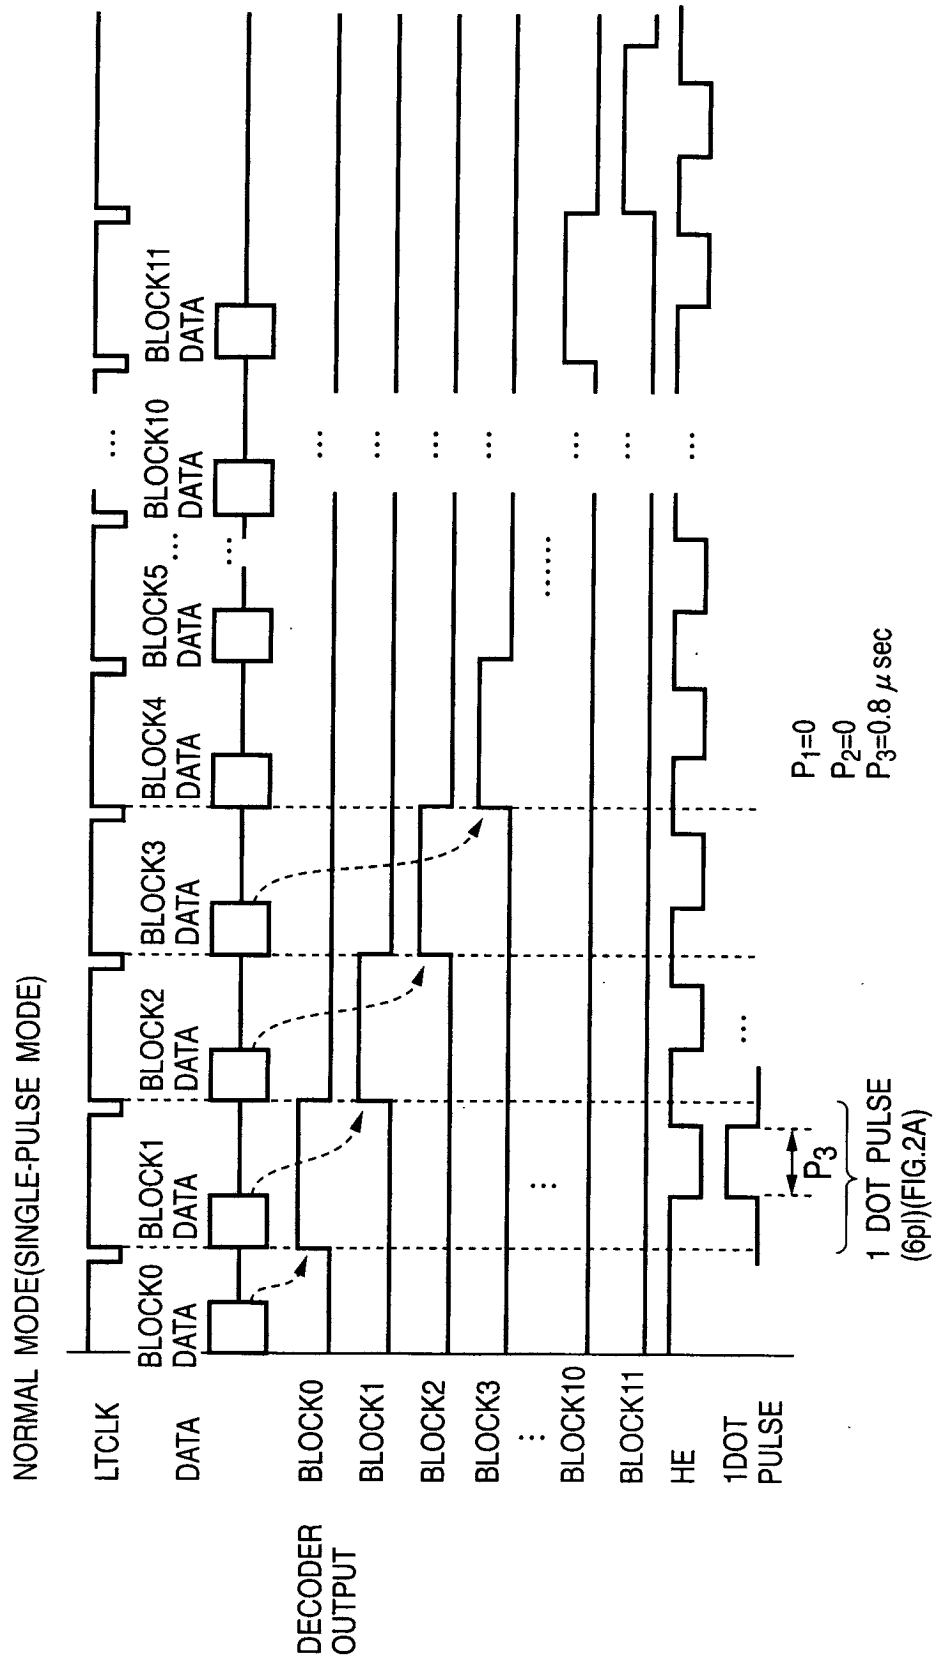 NORMAL MODE(SINGLE-PULSE MODE)
LTCLK
...
DATA
BLOCK0 DATA
BLOCK1 DATA
BLOCK2 DATA
BLOCK3 DATA
BLOCK4 DATA
BLOCK5 DATA
...
BLOCK10 DATA
BLOCK11 DATA
...
DECODER OUTPUT
BLOCK0
...
BLOCK1
...
BLOCK2
...
BLOCK3
...
...
...
......
BLOCK10
...
BLOCK11
...
HE
...
1DOT PULSE
...
P3
1 DOT PULSE
(6pl)(FIG.2A)
P1=0
P2=0
P3=0.8 μsec